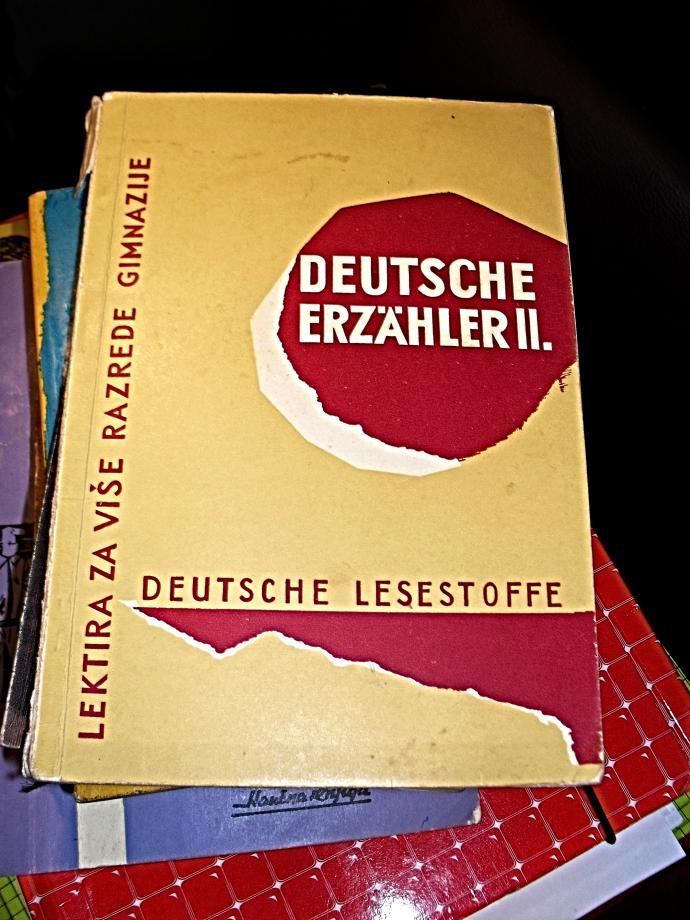 LEKTIRA ZA VIŠE RAZREDE GIMNAZIJE
DEUTSCHE
ERZÄHLER II.
DEUTSCHE LESESTOFFE